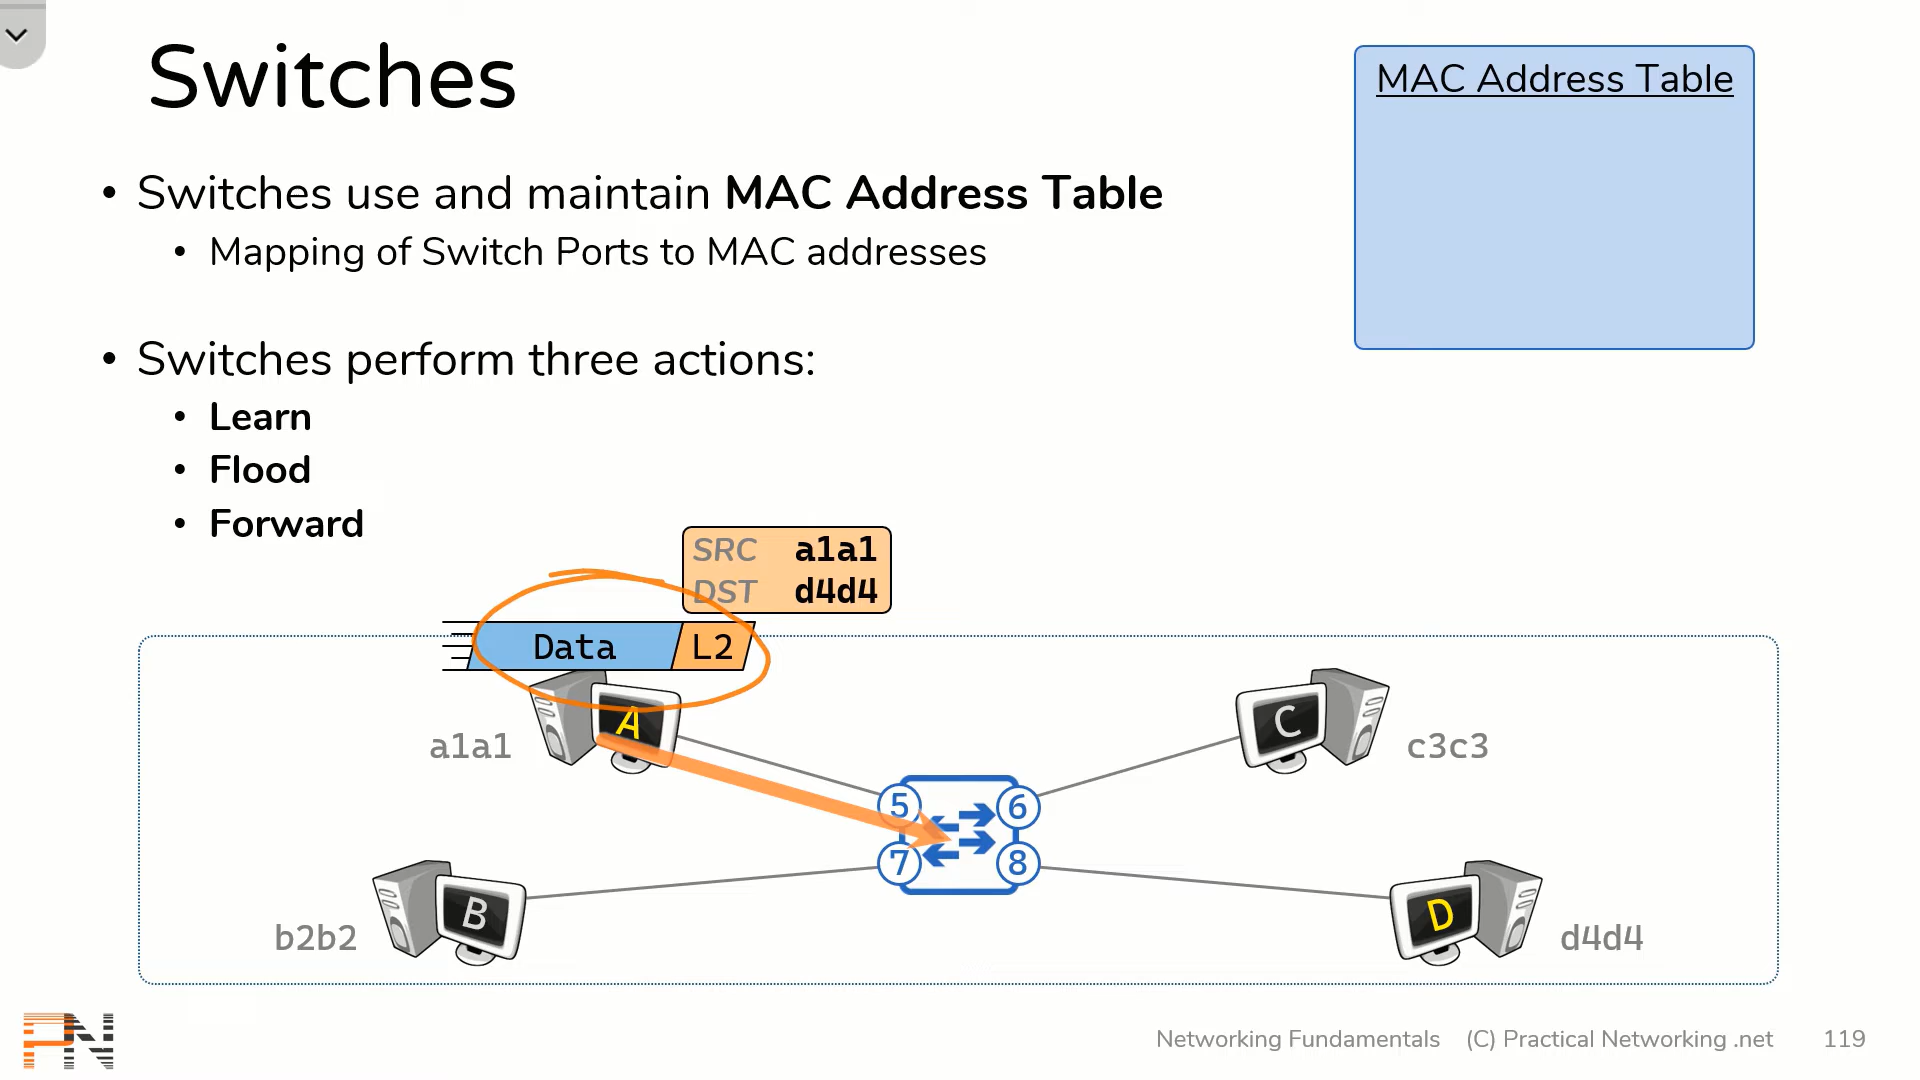 Switches
MAC Address Table
• Switches use and maintain MAC Address Table
• Mapping of Switch Ports to MAC addresses
• Switches perform three actions:
• Learn
• Flood
• Forward
SRC a1a1
DST d4d4
Data L2
A
C
a1a1
c3c3
5
6
7
8
B
D
b2b2
d4d4
PN
Networking Fundamentals (C) Practical Networking .net 119